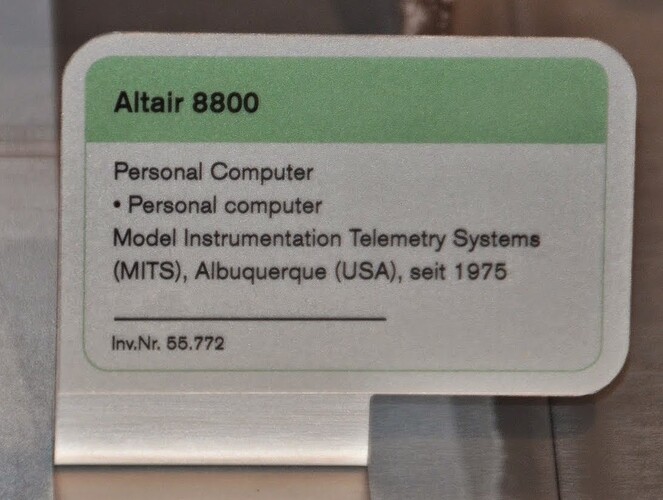 Altair 8800
Personal Computer
• Personal computer
Model Instrumentation Telemetry Systems
(MITS), Albuquerque (USA), seit 1975
Inv.Nr. 55.772